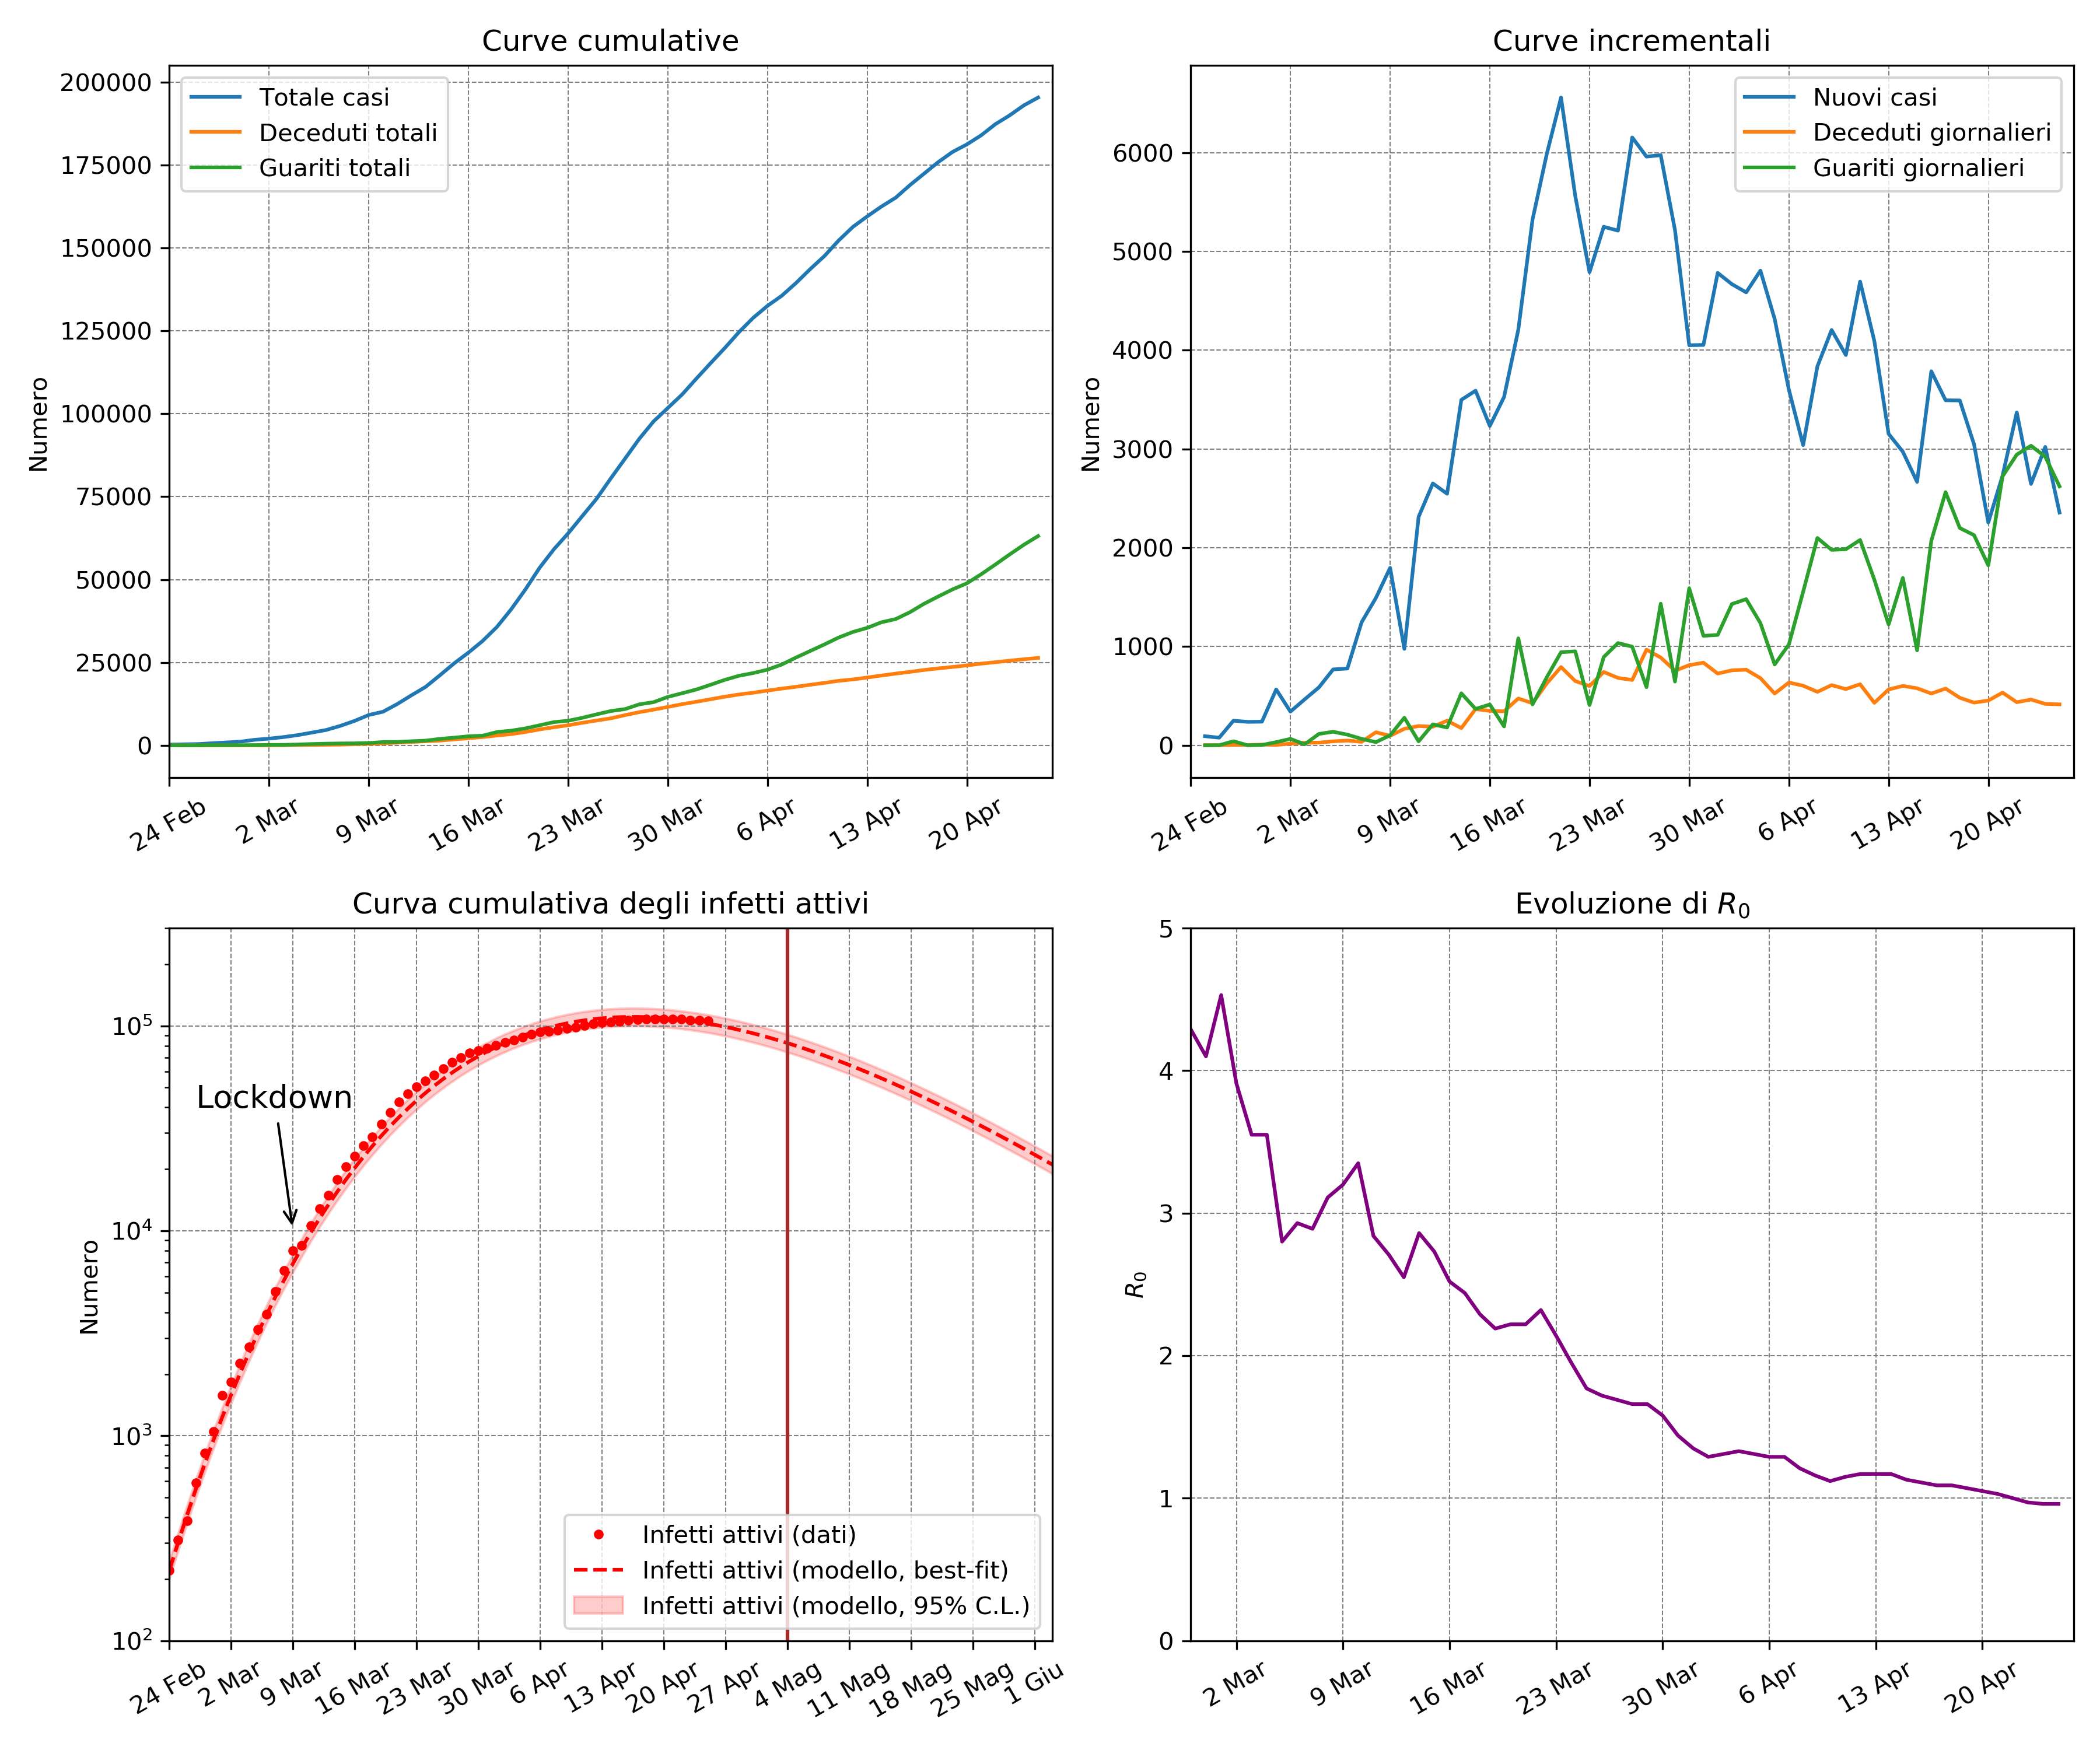 Curve cumulative
200000
175000
150000
125000
100000
75000
50000
25000
0
Numero
Totale casi
Deceduti totali
Guariti totali
24 Feb
2 Mar
9 Mar
16 Mar
23 Mar
30 Mar
6 Apr
13 Apr
20 Apr
Curve incrementali
6000
5000
4000
3000
2000
1000
0
Numero
Nuovi casi
Deceduti giornalieri
Guariti giornalieri
24 Feb
2 Mar
9 Mar
16 Mar
23 Mar
30 Mar
6 Apr
13 Apr
20 Apr
Curva cumulativa degli infetti attivi
10⁵
10⁴
10³
10²
Numero
Lockdown
Infetti attivi (dati)
Infetti attivi (modello, best-fit)
Infetti attivi (modello, 95% C.L.)
24 Feb
2 Mar
9 Mar
16 Mar
23 Mar
30 Mar
6 Apr
13 Apr
20 Apr
27 Apr
4 Mag
11 Mag
18 Mag
25 Mag
1 Giu
Evoluzione di R₀
5
4
3
2
1
0
R₀
2 Mar
9 Mar
16 Mar
23 Mar
30 Mar
6 Apr
13 Apr
20 Apr